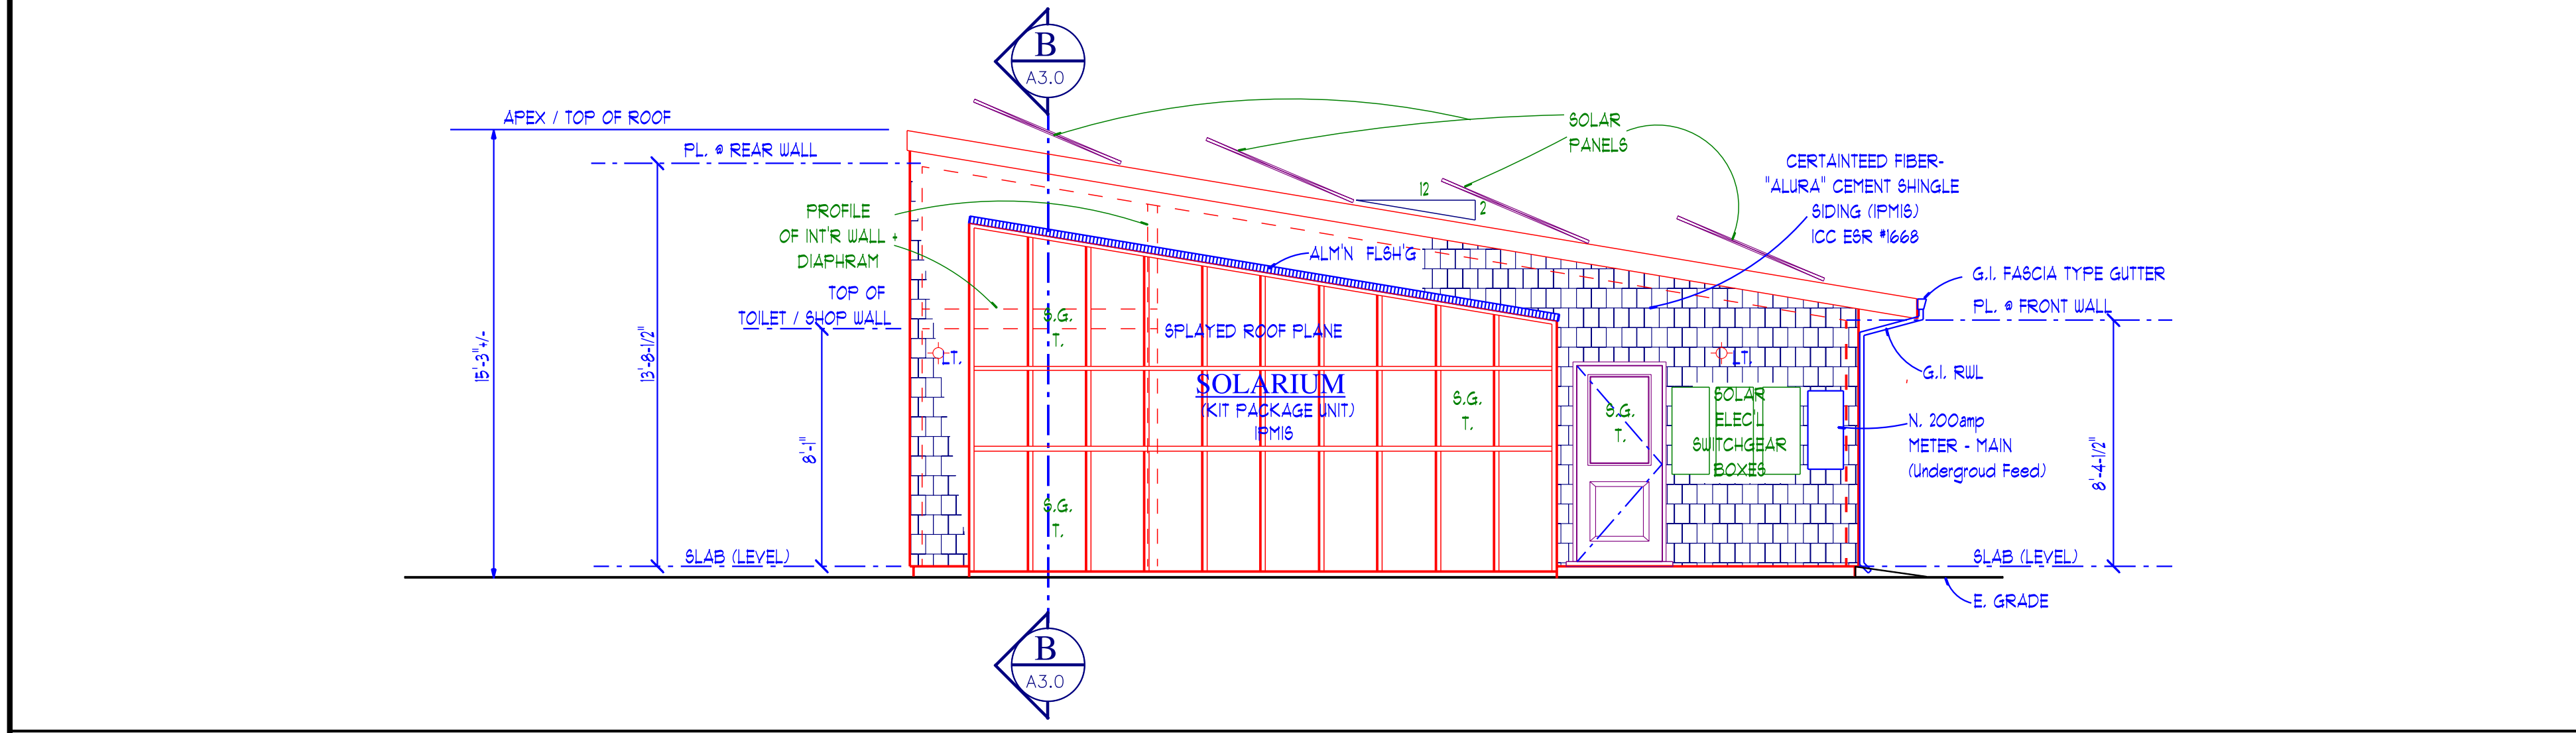 B
A3.0
APEX / TOP OF ROOF
PL. @ REAR WALL
PROFILE
OF INT'R WALL +
DIAPHRAM
TOP OF
TOILET / SHOP WALL
15'-3"+/-
13'-8-1/2"
8'-1"
SLAB (LEVEL)
SOLAR
PANELS
12
2
CERTAINTEED FIBER-
"ALURA" CEMENT SHINGLE
SIDING (IPMIS)
ICC ESR #1668
ALM'N FLSH'G
G.I. FASCIA TYPE GUTTER
PL. @ FRONT WALL
G.I. RWL
N. 200amp
METER - MAIN
(Undergroud Feed)
8'-4-1/2"
SLAB (LEVEL)
E. GRADE
LT.
S.G.
T.
SPLAYED ROOF PLANE
SOLARIUM
(KIT PACKAGE UNIT)
IPMIS
S.G.
T.
S.G.
T.
S.G.
T.
LT.
SOLAR
ELEC'L
SWITCHGEAR
BOXES
B
A3.0